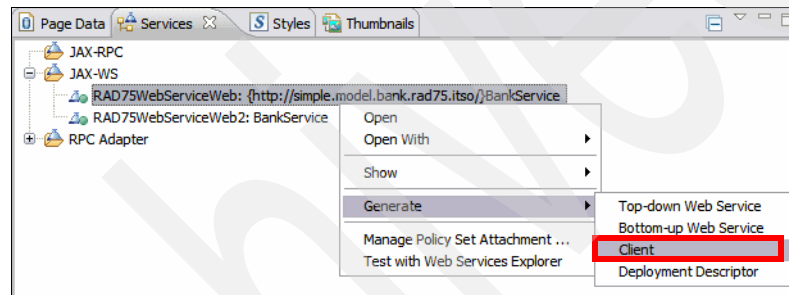 Page Data Services Styles Thumbnails
JAX-RPC
JAX-WS
RAD75WebServiceWeb: {http://simple.model.bank.rad75.itso/}BankService
RAD75WebServiceWeb2: BankService
RPC Adapter
Open
Open With
Show
Generate
Manage Policy Set Attachment ...
Test with Web Services Explorer
Top-down Web Service
Bottom-up Web Service
Client
Deployment Descriptor